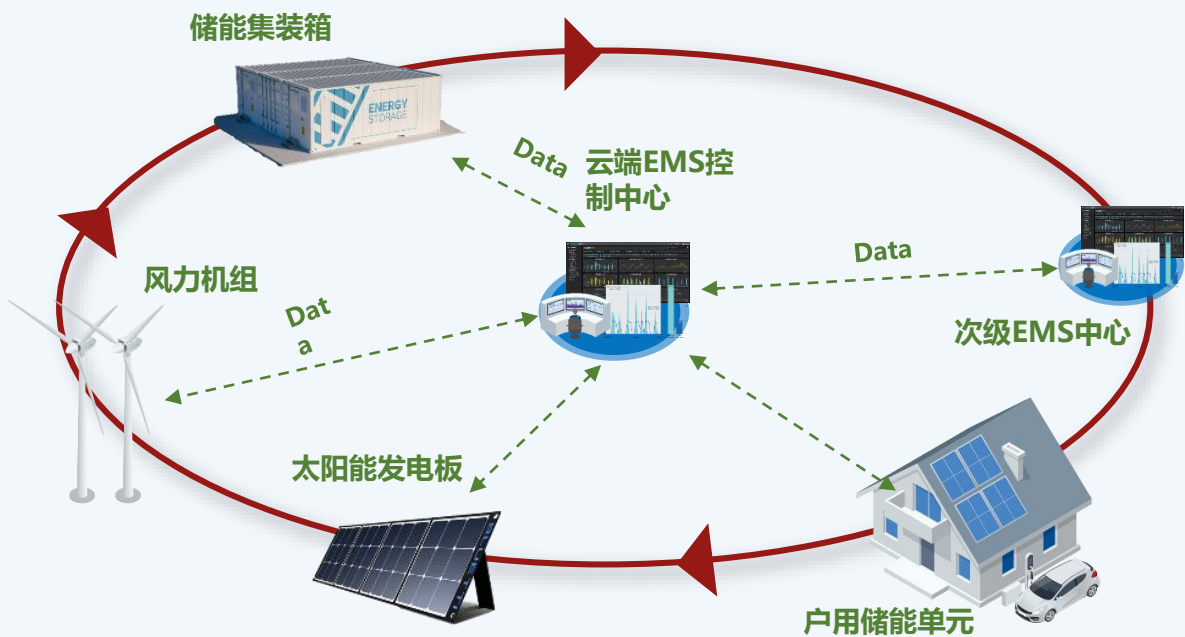 储能集装箱
ENERGY
STORAGE
Data
云端EMS控
制中心
Data
风力机组
Dat
a
次级EMS中心
太阳能发电板
户用储能单元